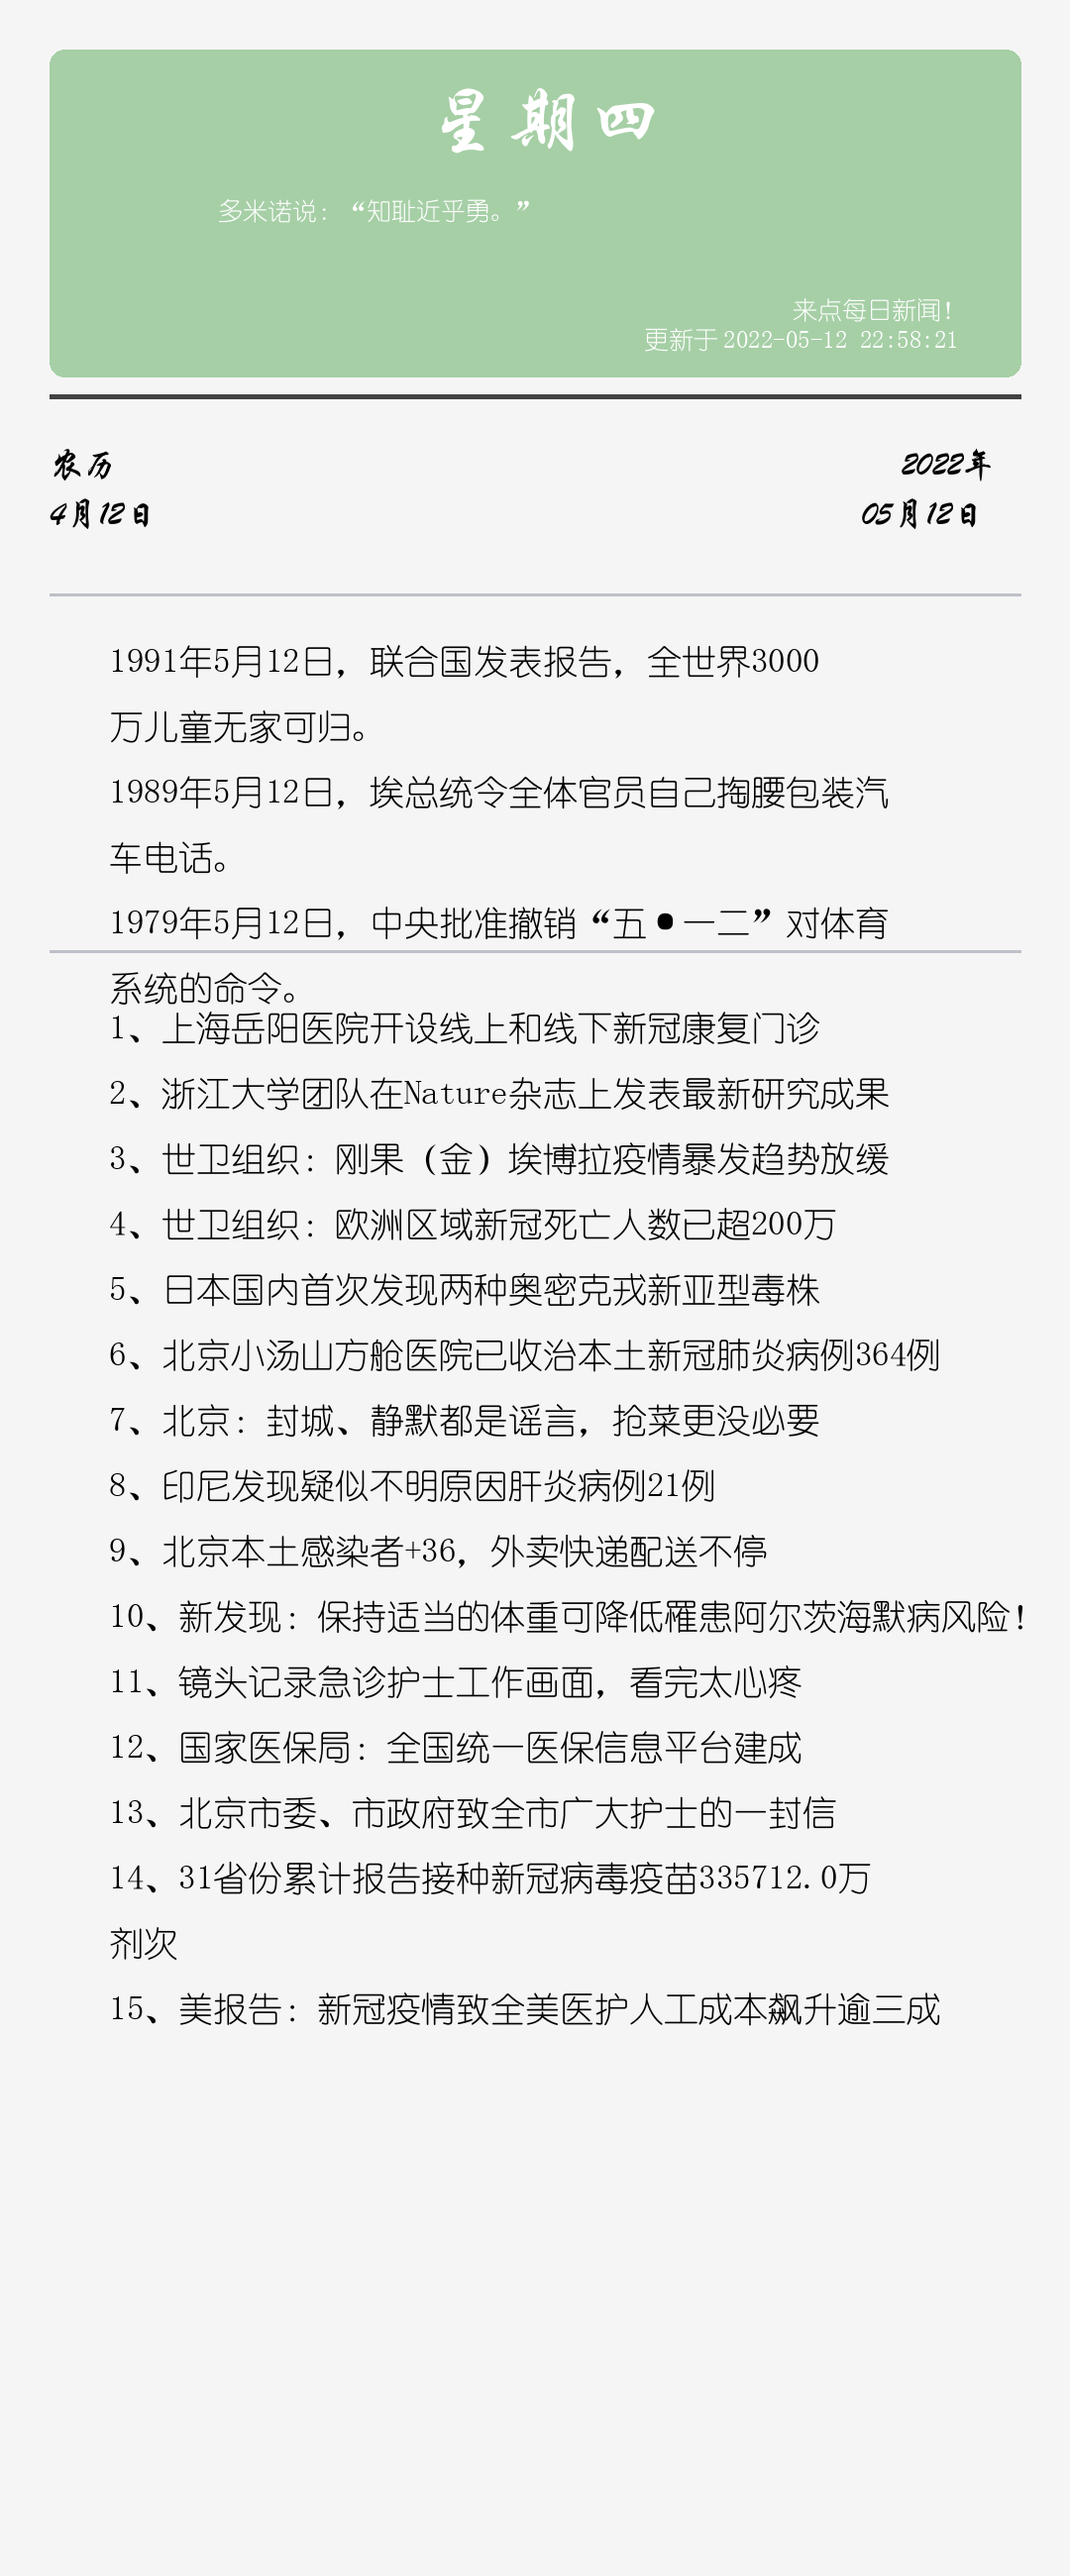 星期四
多米诺说：“知耻近乎勇。”
来点每日新闻！
更新于 2022-05-12 22:58:21
农历
2022年
4月12日
05月12日
1991年5月12日，联合国发表报告，全世界3000
万儿童无家可归。
1989年5月12日，埃总统令全体官员自己掏腰包装汽
车电话。
1979年5月12日，中央批准撤销“五•一二”对体育
系统的命令。
1、上海岳阳医院开设线上和线下新冠康复门诊
2、浙江大学团队在Nature杂志上发表最新研究成果
3、世卫组织：刚果（金）埃博拉疫情暴发趋势放缓
4、世卫组织：欧洲区域新冠死亡人数已超200万
5、日本国内首次发现两种奥密克戎新亚型毒株
6、北京小汤山方舱医院已收治本土新冠肺炎病例364例
7、北京：封城、静默都是谣言，抢菜更没必要
8、印尼发现疑似不明原因肝炎病例21例
9、北京本土感染者+36，外卖快递配送不停
10、新发现：保持适当的体重可降低罹患阿尔茨海默病风险！
11、镜头记录急诊护士工作画面，看完太心疼
12、国家医保局：全国统一医保信息平台建成
13、北京市委、市政府致全市广大护士的一封信
14、31省份累计报告接种新冠病毒疫苗335712.0万
剂次
15、美报告：新冠疫情致全美医护人工成本飙升逾三成